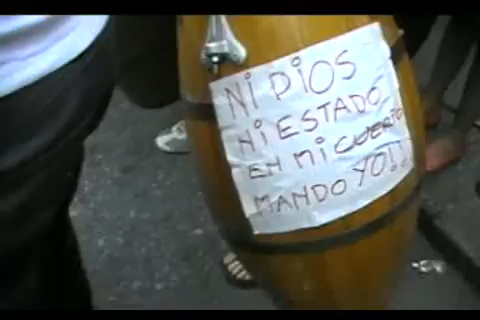 Ni DiOS
Ni ESTADO
EN Mi CUERPO
MANDO YO!!